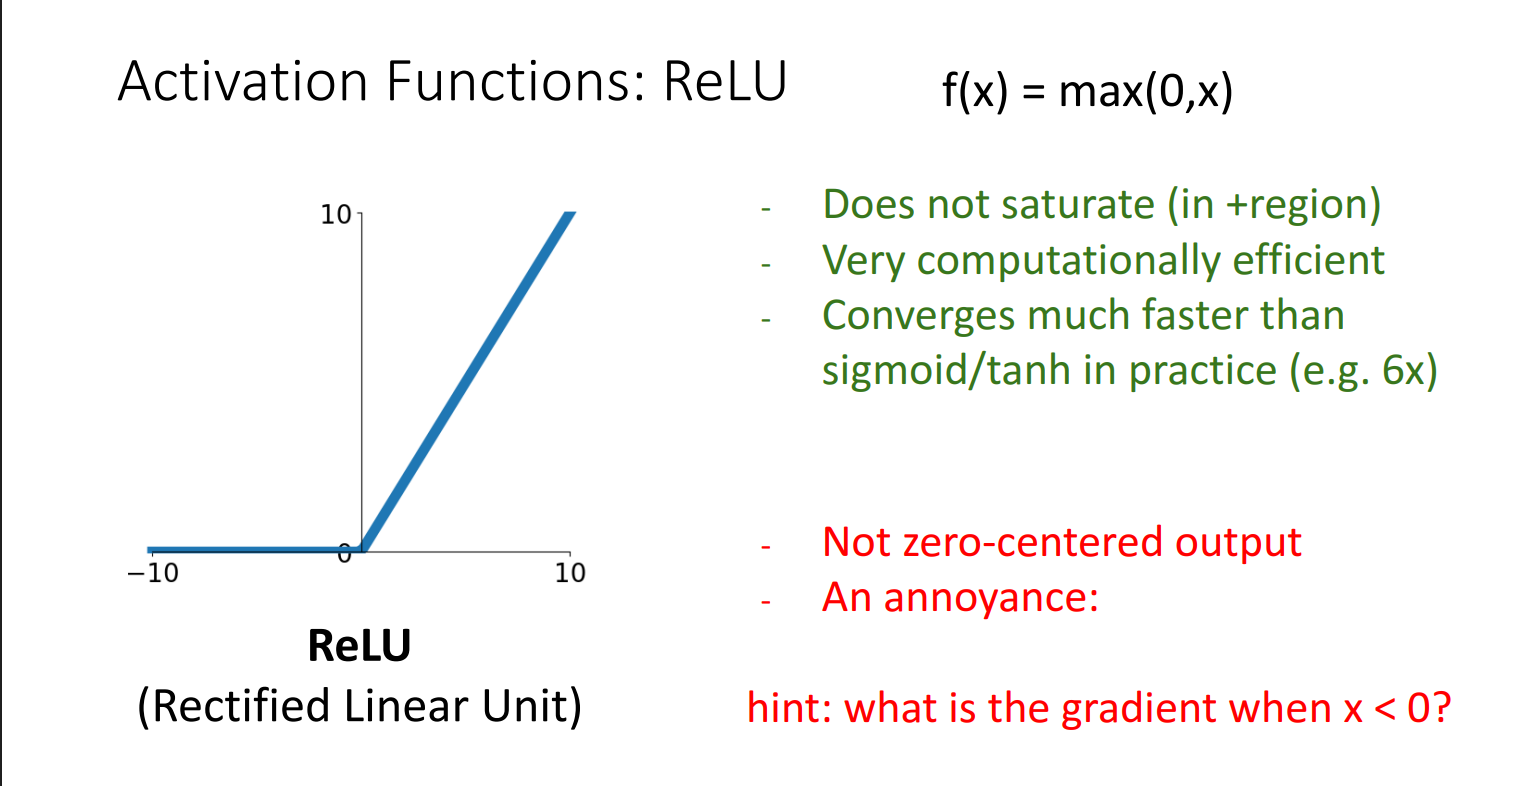 Activation Functions: ReLU
f(x) = max(0,x)
10
0
−10
10
ReLU
(Rectified Linear Unit)
- Does not saturate (in +region)
- Very computationally efficient
- Converges much faster than
sigmoid/tanh in practice (e.g. 6x)
- Not zero-centered output
- An annoyance:
hint: what is the gradient when x < 0?